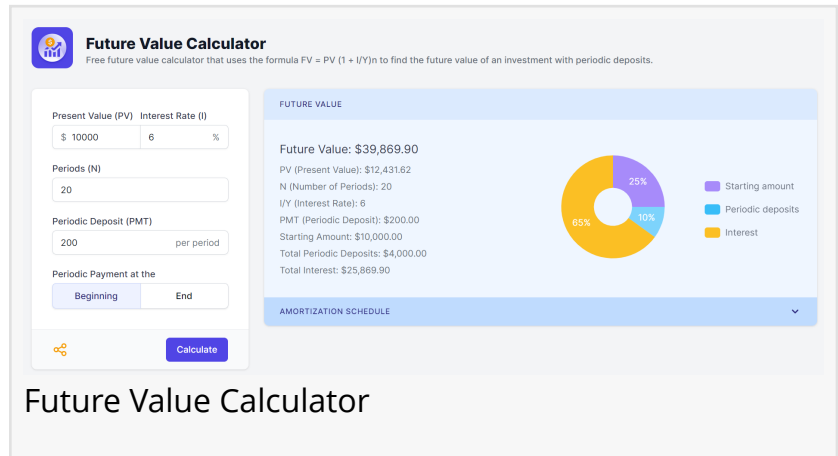 Future Value Calculator
Free future value calculator that uses the formula FV = PV (1 + I/Y)n to find the future value of an investment with periodic deposits.
Present Value (PV) Interest Rate (I)
$ 10000 6 %
Periods (N)
20
Periodic Deposit (PMT)
200 per period
Periodic Payment at the
Beginning End
Calculate
FUTURE VALUE
Future Value: $39,869.90
PV (Present Value): $12,431.62
N (Number of Periods): 20
I/Y (Interest Rate): 6
PMT (Periodic Deposit): $200.00
Starting Amount: $10,000.00
Total Periodic Deposits: $4,000.00
Total Interest: $25,869.90
25%
10%
65%
Starting amount
Periodic deposits
Interest
AMORTIZATION SCHEDULE
Future Value Calculator